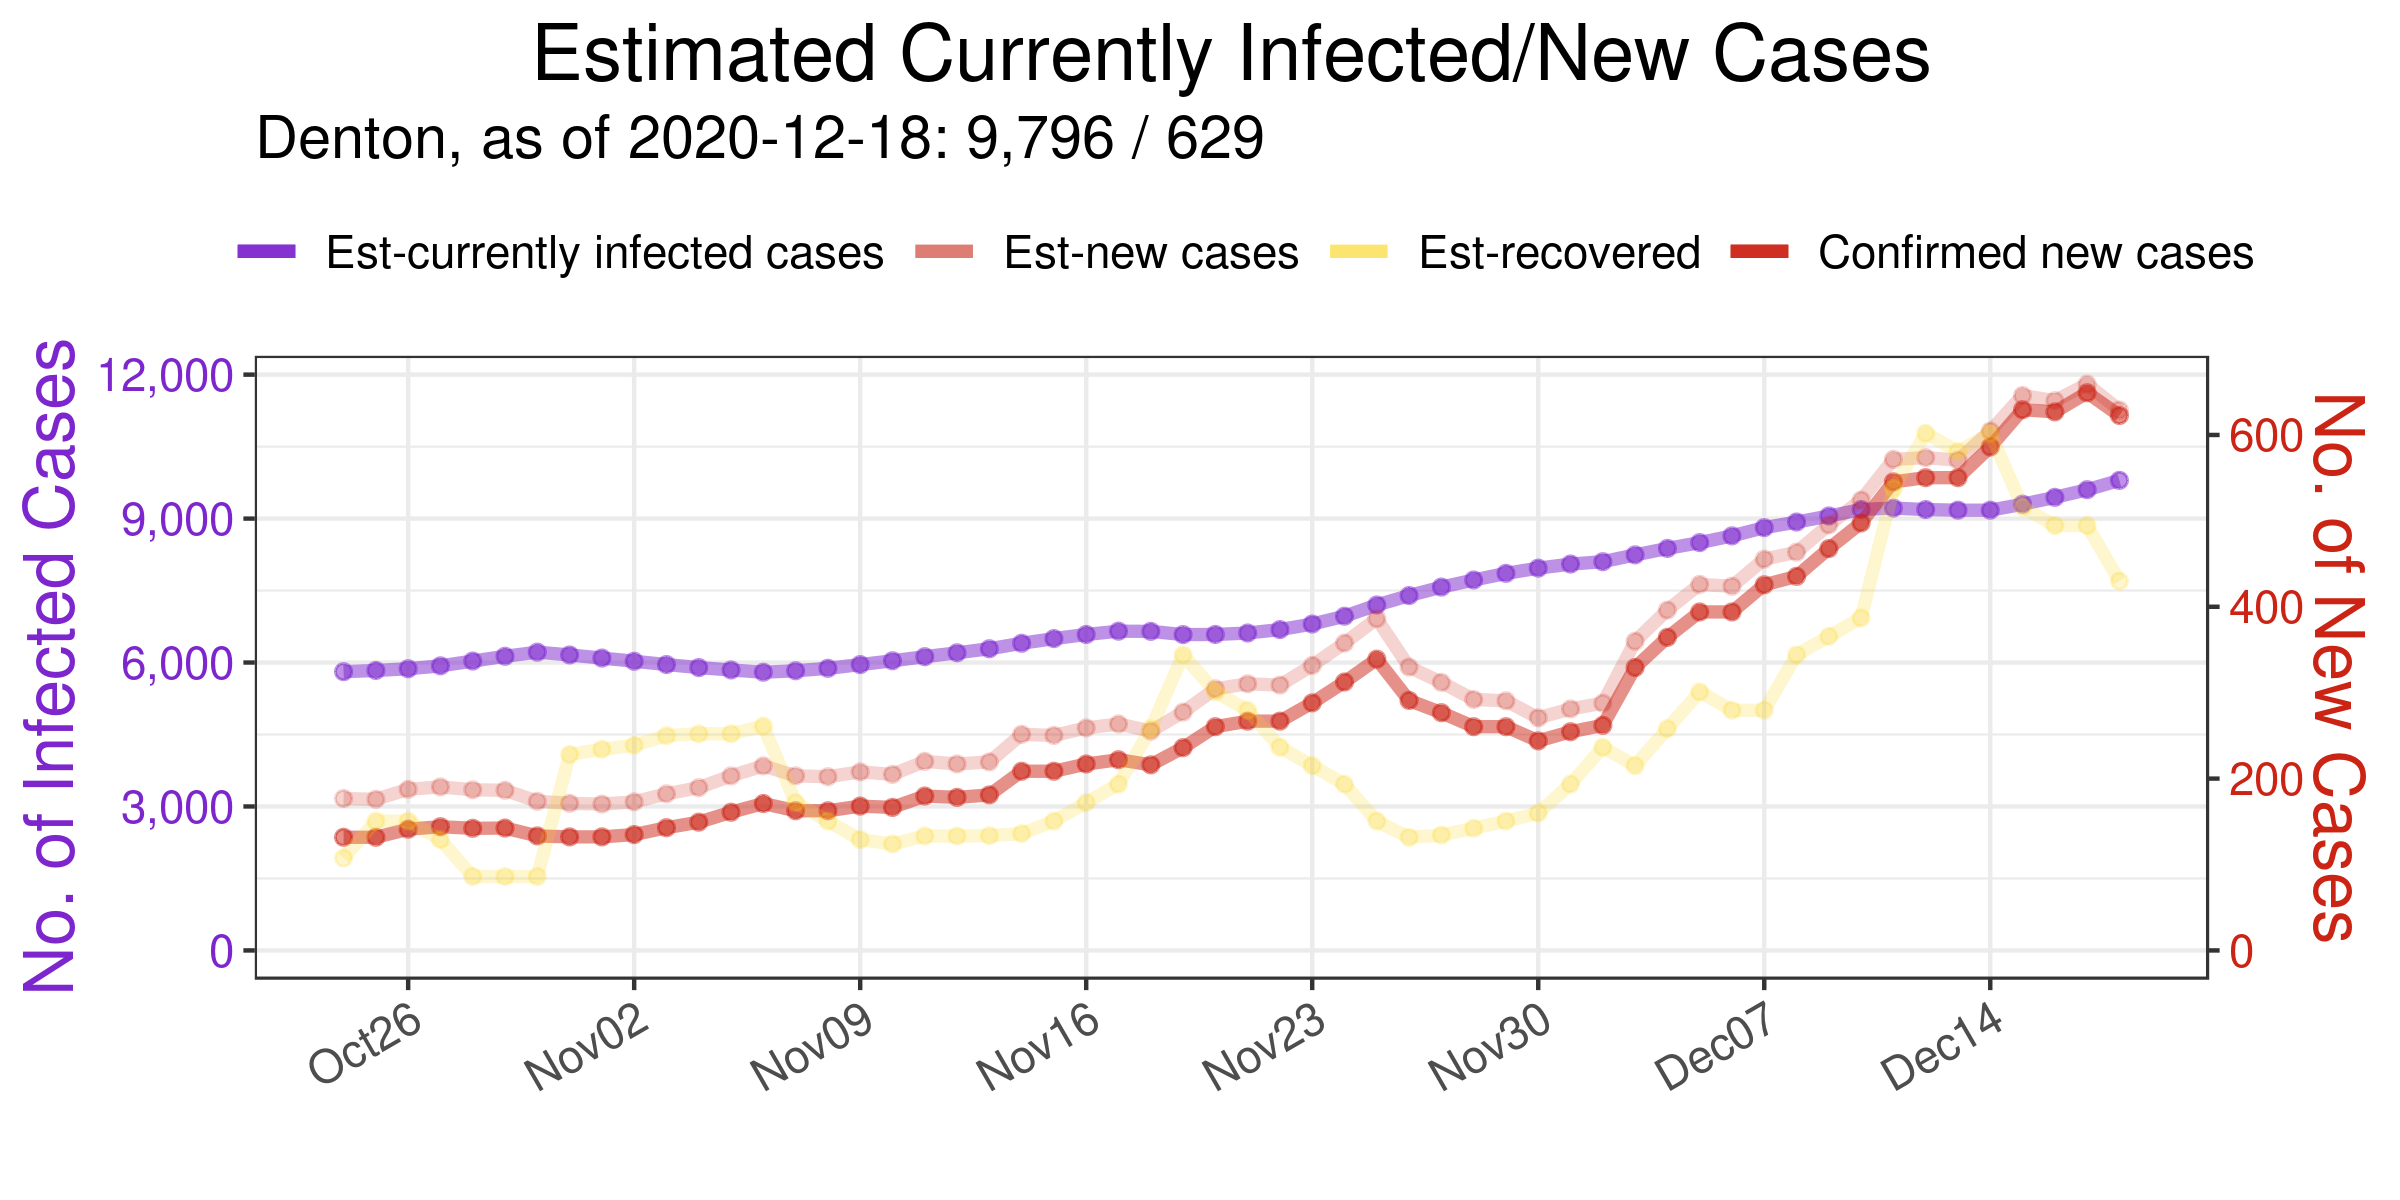 Estimated Currently Infected/New Cases
Denton, as of 2020-12-18: 9,796 / 629
Est-currently infected cases Est-new cases Est-recovered Confirmed new cases
No. of Infected Cases
12,000
9,000
6,000
3,000
0
No. of New Cases
600
400
200
0
Oct26 Nov02 Nov09 Nov16 Nov23 Nov30 Dec07 Dec14